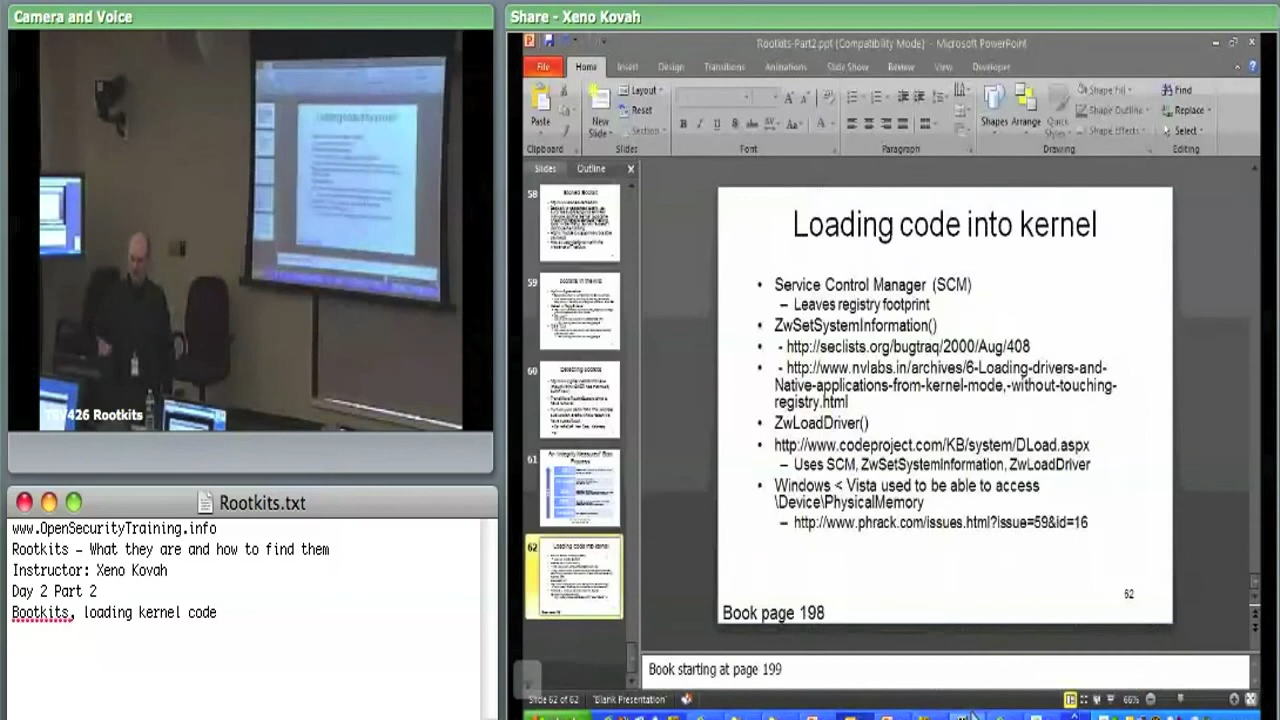 Camera and Voice
TSV426 Rootkits
Rootkits.txt
www.OpenSecurityTraining.info
Rootkits - What they are and how to find them
Instructor: Xeno Kovah
Day 2 Part 2
Bootkits, loading kernel code
Share - Xeno Kovah
Rootkits-Part2.ppt [Compatibility Mode] - Microsoft PowerPoint
File Home Insert Design Transitions Animations Slide Show Review View Developer
Paste
New
Slide
Layout
Reset
Section
Shapes Arrange Quick
Styles
Shape Fill
Shape Outline
Shape Effects
Find
Replace
Select
Clipboard Slides Font Paragraph Drawing Editing
Slides Outline
58
59
60
61
62
Loading code into kernel
• Service Control Manager (SCM)
– Leaves registry footprint
• ZwSetSystemInformation()
• - http://seclists.org/bugtraq/2000/Aug/408
• - http://www.nvlabs.in/archives/6-Loading-drivers-and-
Native-applications-from-kernel-mode,-without-touching-
registry.html
• ZwLoadDriver()
• http://www.codeproject.com/KB/system/DLoad.aspx
– Uses SCM, ZwSetSystemInformation, ZwLoadDriver
• Windows < Vista used to be able to access
\Device\PhysicalMemory
– http://www.phrack.com/issues.html?issue=59&id=16
62
Book page 198
Book starting at page 199
Slide 62 of 62 "Blank Presentation" 66%